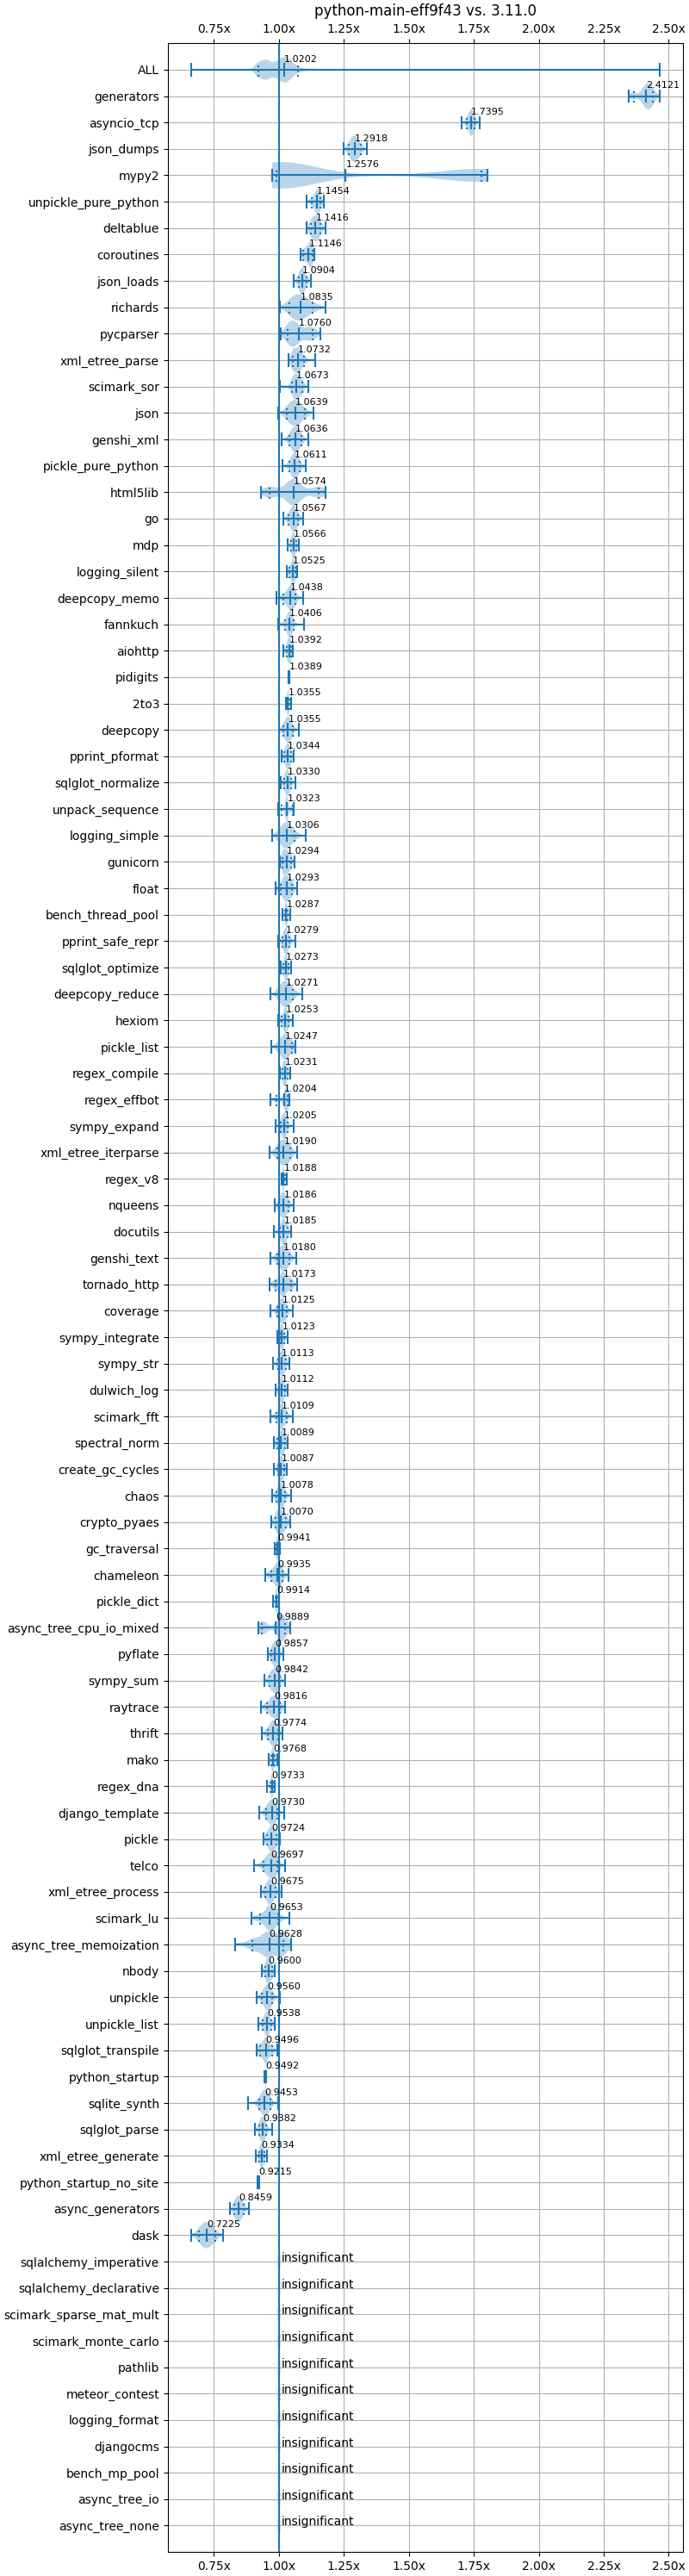 python-main-eff9f43 vs. 3.11.0
0.75x 1.00x 1.25x 1.50x 1.75x 2.00x 2.25x 2.50x
ALL 1.0202
generators 2.4121
asyncio_tcp 1.7395
json_dumps 1.2918
mypy2 1.2576
unpickle_pure_python 1.1454
deltablue 1.1416
coroutines 1.1146
json_loads 1.0904
richards 1.0835
pycparser 1.0760
xml_etree_parse 1.0732
scimark_sor 1.0673
json 1.0639
genshi_xml 1.0636
pickle_pure_python 1.0611
html5lib 1.0574
go 1.0567
mdp 1.0566
logging_silent 1.0525
deepcopy_memo 1.0438
fannkuch 1.0406
aiohttp 1.0392
pidigits 1.0389
2to3 1.0355
deepcopy 1.0355
pprint_pformat 1.0344
sqlglot_normalize 1.0330
unpack_sequence 1.0323
logging_simple 1.0306
gunicorn 1.0294
float 1.0293
bench_thread_pool 1.0287
pprint_safe_repr 1.0279
sqlglot_optimize 1.0273
deepcopy_reduce 1.0271
hexiom 1.0253
pickle_list 1.0247
regex_compile 1.0231
regex_effbot 1.0204
sympy_expand 1.0205
xml_etree_iterparse 1.0190
regex_v8 1.0188
nqueens 1.0186
docutils 1.0185
genshi_text 1.0180
tornado_http 1.0173
coverage 1.0125
sympy_integrate 1.0123
sympy_str 1.0113
dulwich_log 1.0112
scimark_fft 1.0109
spectral_norm 1.0089
create_gc_cycles 1.0087
chaos 1.0078
crypto_pyaes 1.0070
gc_traversal 0.9941
chameleon 0.9935
pickle_dict 0.9914
async_tree_cpu_io_mixed 0.9889
pyflate 0.9857
sympy_sum 0.9842
raytrace 0.9816
thrift 0.9774
mako 0.9768
regex_dna 0.9733
django_template 0.9730
pickle 0.9724
telco 0.9697
xml_etree_process 0.9675
scimark_lu 0.9653
async_tree_memoization 0.9628
nbody 0.9600
unpickle 0.9560
unpickle_list 0.9538
sqlglot_transpile 0.9496
python_startup 0.9492
sqlite_synth 0.9453
sqlglot_parse 0.9382
xml_etree_generate 0.9334
python_startup_no_site 0.9215
async_generators 0.8459
dask 0.7225
sqlalchemy_imperative insignificant
sqlalchemy_declarative insignificant
scimark_sparse_mat_mult insignificant
scimark_monte_carlo insignificant
pathlib insignificant
meteor_contest insignificant
logging_format insignificant
djangocms insignificant
bench_mp_pool insignificant
async_tree_io insignificant
async_tree_none insignificant
0.75x 1.00x 1.25x 1.50x 1.75x 2.00x 2.25x 2.50x